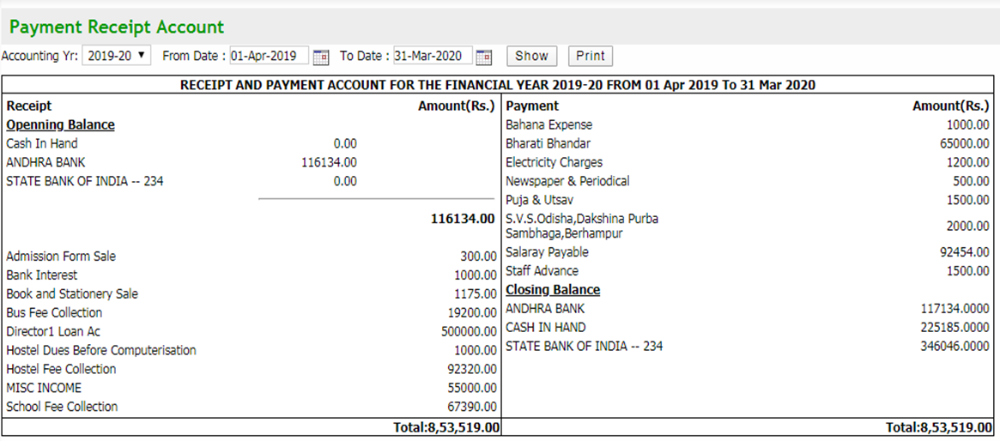 Payment Receipt Account
Accounting Yr: 2019-20 From Date : 01-Apr-2019 To Date : 31-Mar-2020 Show Print
RECEIPT AND PAYMENT ACCOUNT FOR THE FINANCIAL YEAR 2019-20 FROM 01 Apr 2019 To 31 Mar 2020
Receipt Amount(Rs.)
Openning Balance
Cash In Hand 0.00
ANDHRA BANK 116134.00
STATE BANK OF INDIA -- 234 0.00
116134.00
Admission Form Sale 300.00
Bank Interest 1000.00
Book and Stationery Sale 1175.00
Bus Fee Collection 19200.00
Director1 Loan Ac 500000.00
Hostel Dues Before Computerisation 1000.00
Hostel Fee Collection 92320.00
MISC INCOME 55000.00
School Fee Collection 67390.00
Total:8,53,519.00
Payment Amount(Rs.)
Bahana Expense 1000.00
Bharati Bhandar 65000.00
Electricity Charges 1200.00
Newspaper & Periodical 500.00
Puja & Utsav 1500.00
S.V.S.Odisha,Dakshina Purba
Sambhaga,Berhampur 2000.00
Salaray Payable 92454.00
Staff Advance 1500.00
Closing Balance
ANDHRA BANK 117134.0000
CASH IN HAND 225185.0000
STATE BANK OF INDIA -- 234 346046.0000
Total:8,53,519.00